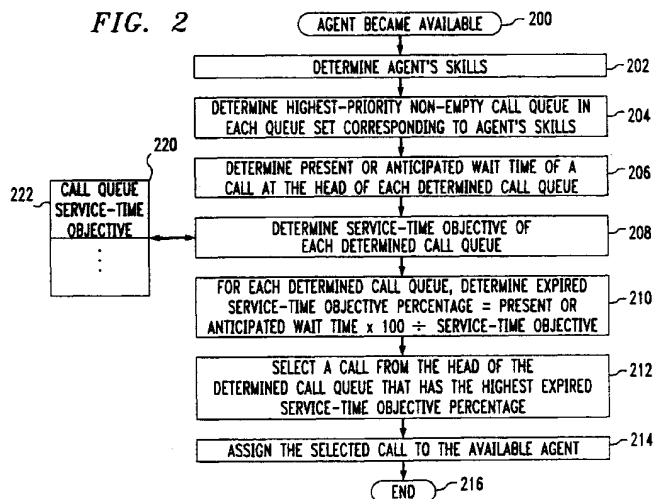 FIG. 2
AGENT BECAME AVAILABLE
200
DETERMINE AGENT'S SKILLS
202
DETERMINE HIGHEST-PRIORITY NON-EMPTY CALL QUEUE IN
EACH QUEUE SET CORRESPONDING TO AGENT'S SKILLS
204
DETERMINE PRESENT OR ANTICIPATED WAIT TIME OF A
CALL AT THE HEAD OF EACH DETERMINED CALL QUEUE
206
220
222
CALL QUEUE
SERVICE-TIME
OBJECTIVE
DETERMINE SERVICE-TIME OBJECTIVE OF
EACH DETERMINED CALL QUEUE
208
FOR EACH DETERMINED CALL QUEUE, DETERMINE EXPIRED
SERVICE-TIME OBJECTIVE PERCENTAGE = PRESENT OR
ANTICIPATED WAIT TIME x 100 ÷ SERVICE-TIME OBJECTIVE
210
SELECT A CALL FROM THE HEAD OF THE
DETERMINED CALL QUEUE THAT HAS THE HIGHEST EXPIRED
SERVICE-TIME OBJECTIVE PERCENTAGE
212
ASSIGN THE SELECTED CALL TO THE AVAILABLE AGENT
214
END
216